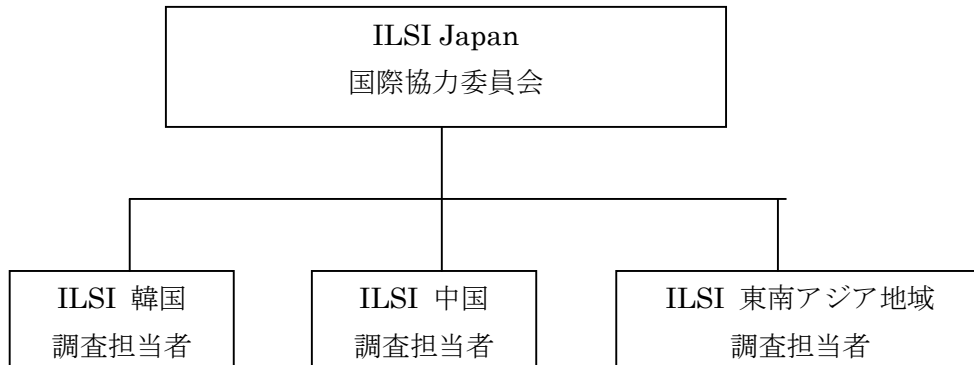 ILSI Japan
国際協力委員会
ILSI 韓国
調査担当者
ILSI 中国
調査担当者
ILSI 東南アジア地域
調査担当者